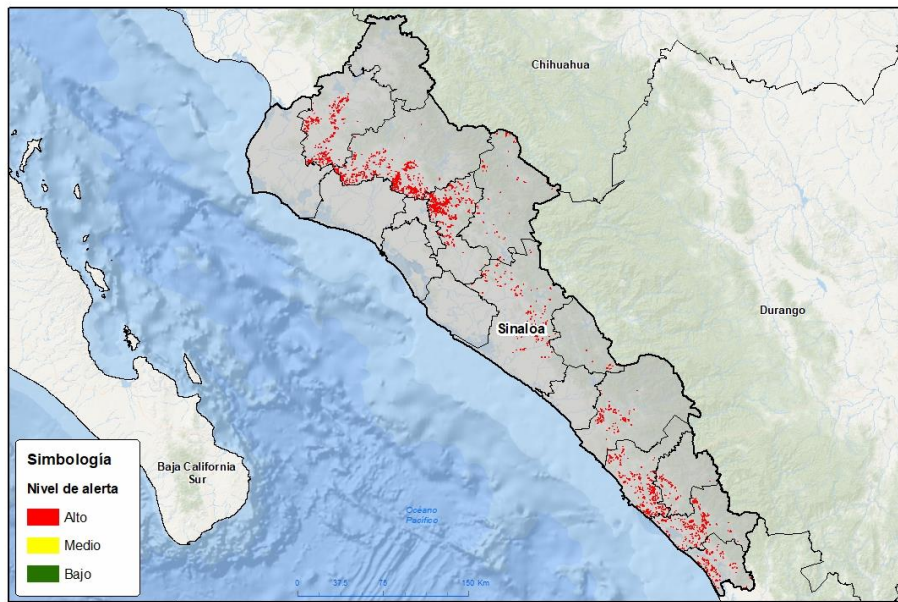 Chihuahua
Durango
Sinaloa
Baja California
Sur
Océano
Pacífico
Simbología
Nivel de alerta
Alto
Medio
Bajo
0 37.5 75 150 Km